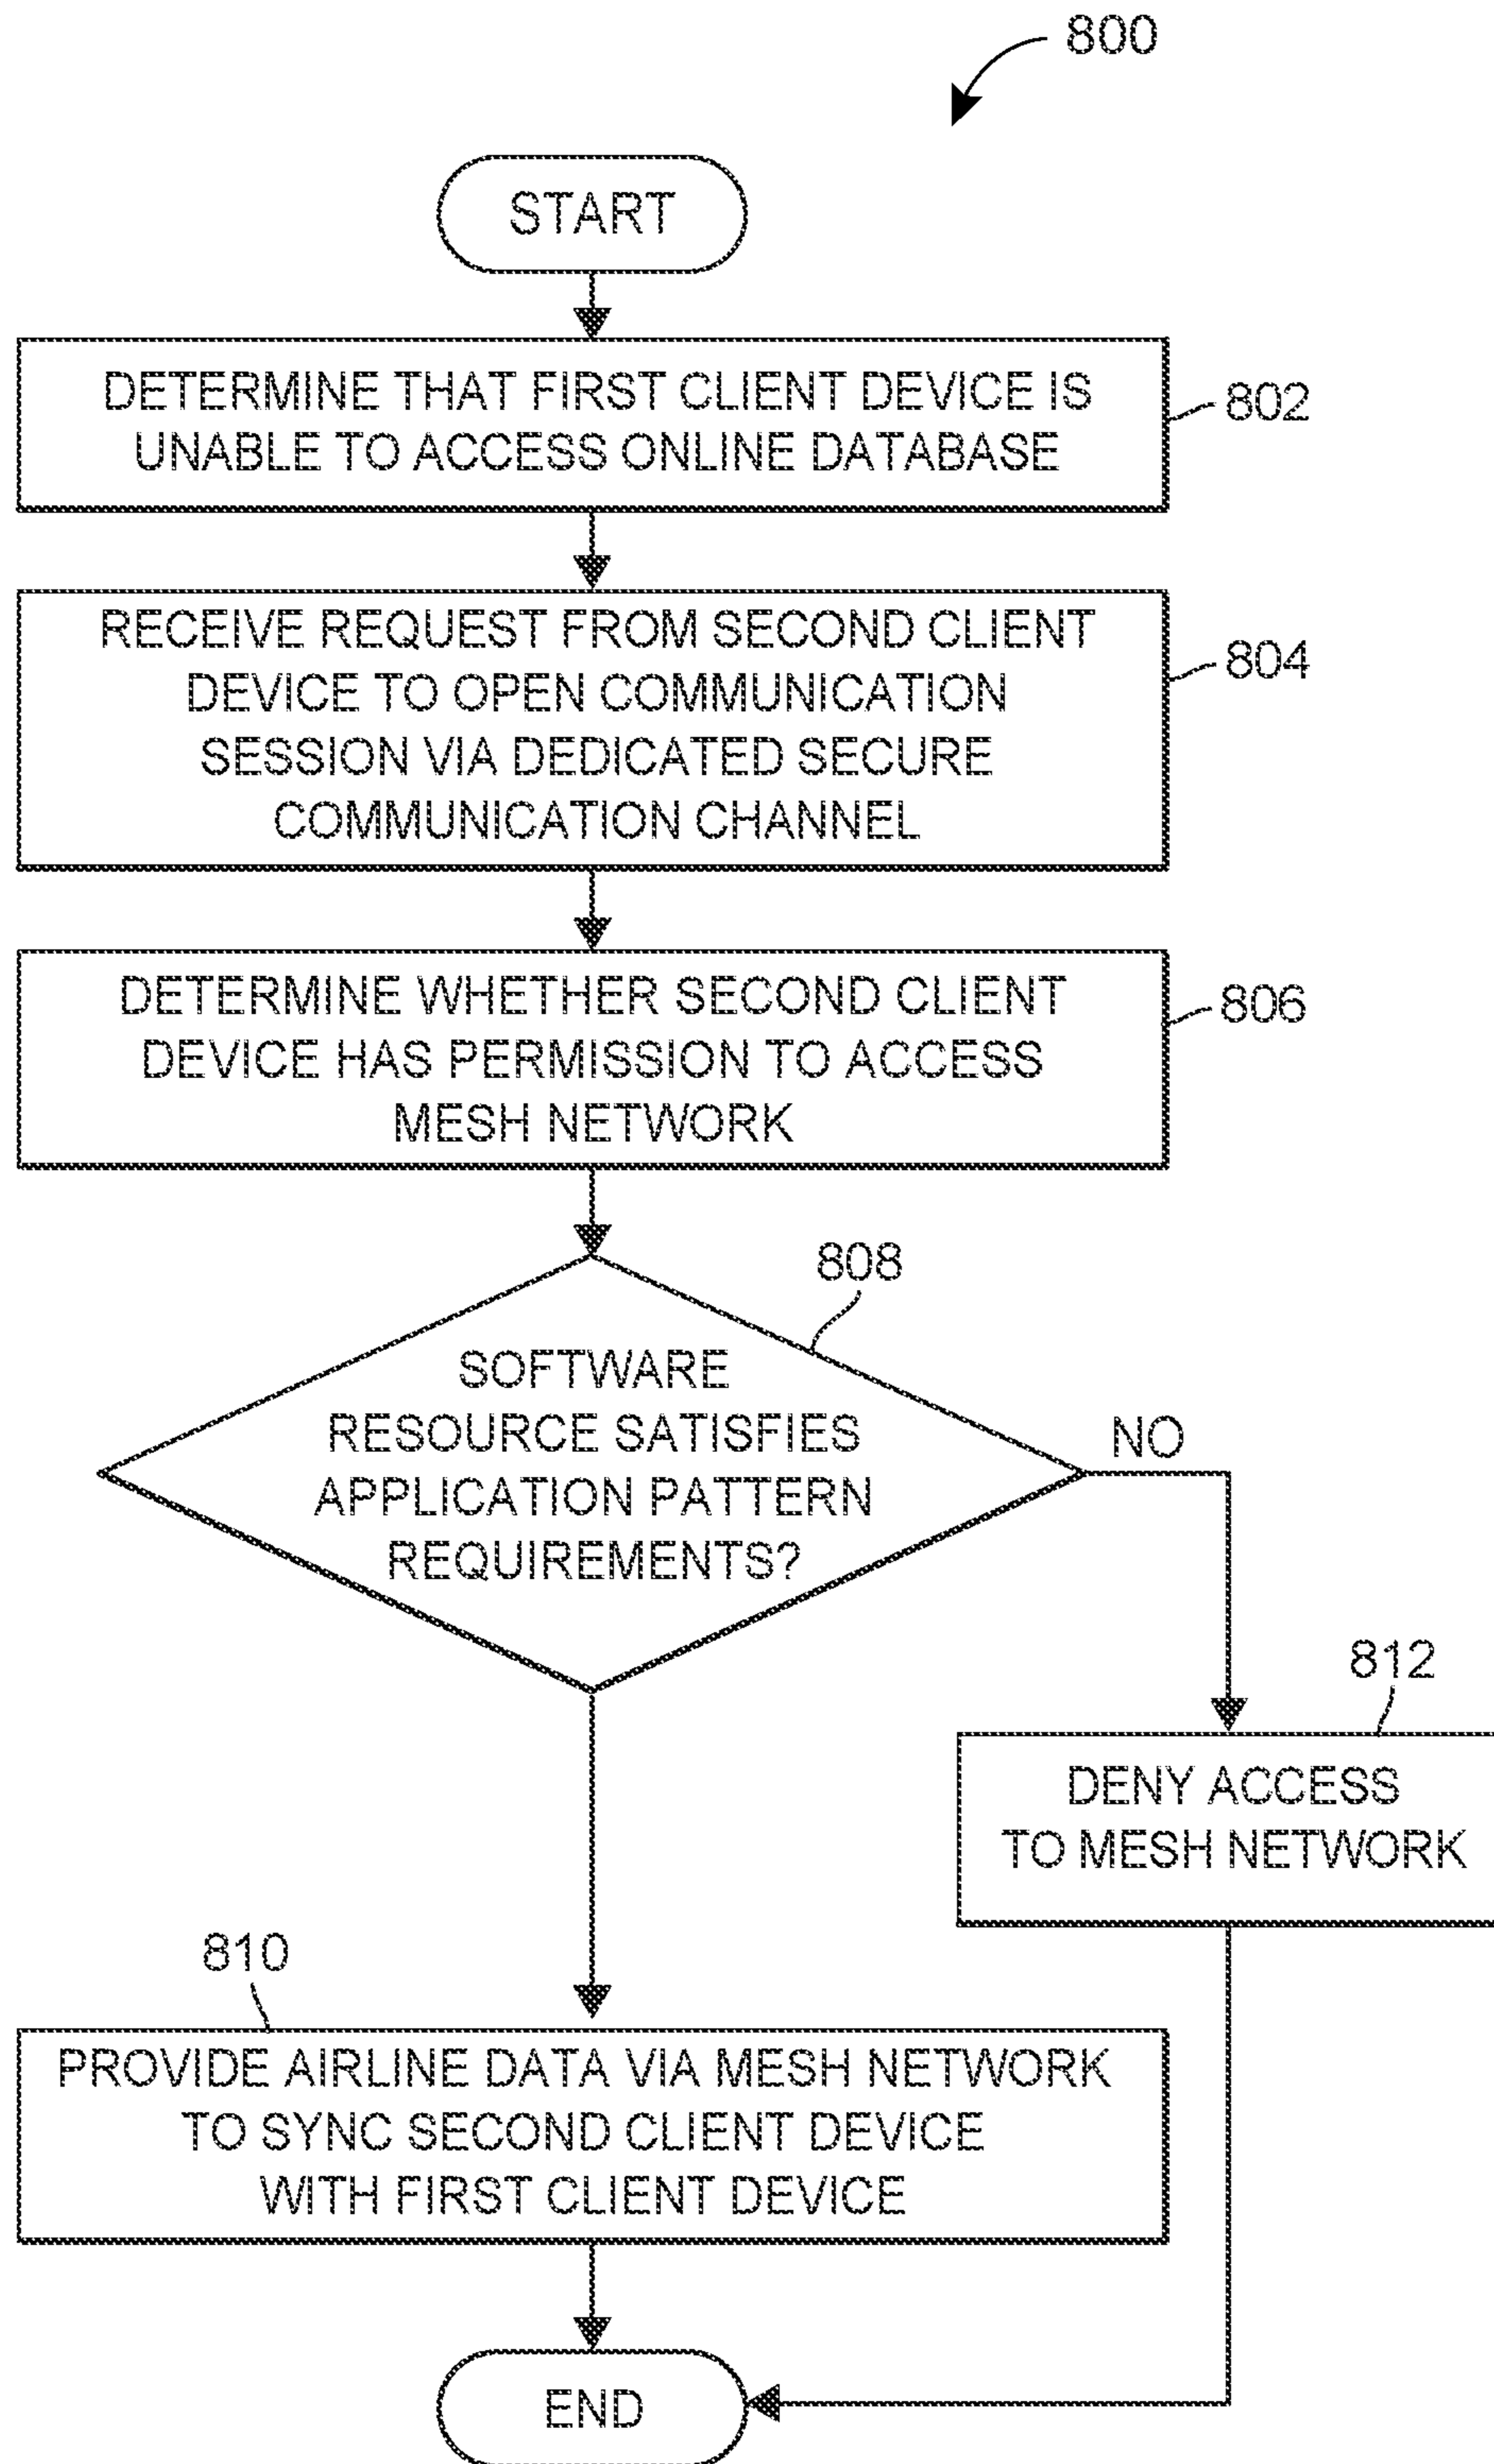 800
START
DETERMINE THAT FIRST CLIENT DEVICE IS
UNABLE TO ACCESS ONLINE DATABASE
802
RECEIVE REQUEST FROM SECOND CLIENT
DEVICE TO OPEN COMMUNICATION
SESSION VIA DEDICATED SECURE
COMMUNICATION CHANNEL
804
DETERMINE WHETHER SECOND CLIENT
DEVICE HAS PERMISSION TO ACCESS
MESH NETWORK
806
808
SOFTWARE
RESOURCE SATISFIES
APPLICATION PATTERN
REQUIREMENTS?
NO
812
DENY ACCESS
TO MESH NETWORK
810
PROVIDE AIRLINE DATA VIA MESH NETWORK
TO SYNC SECOND CLIENT DEVICE
WITH FIRST CLIENT DEVICE
END